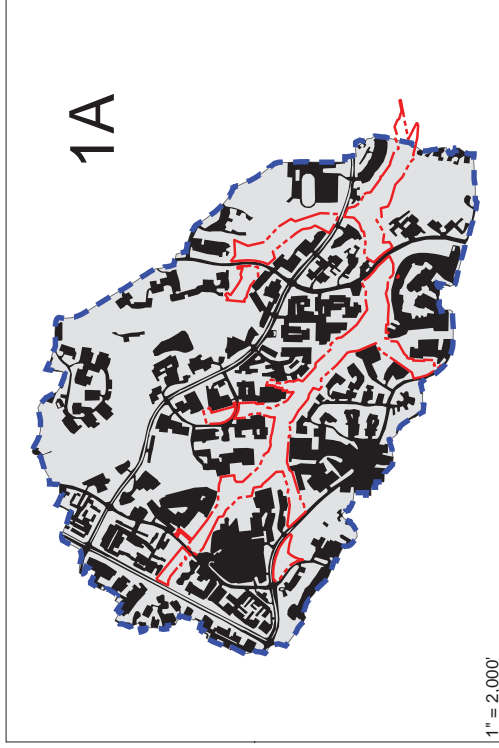 1A
1" = 2,000'